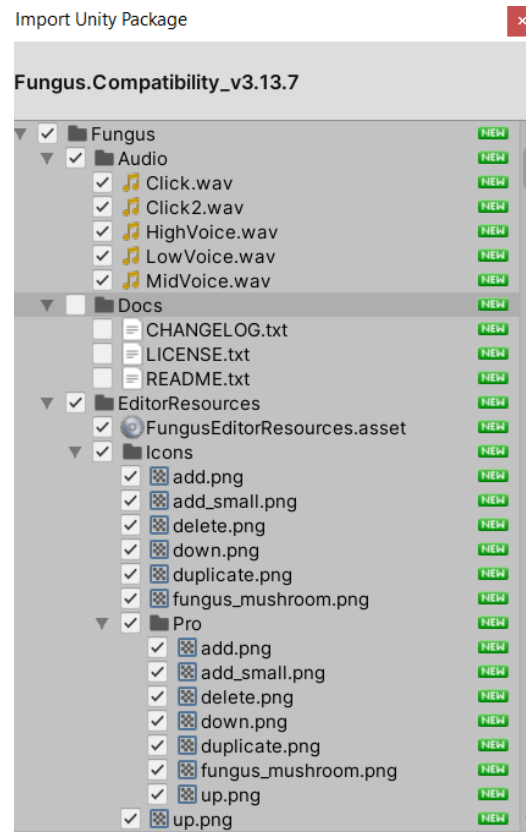 Import Unity Package
Fungus.Compatibility_v3.13.7
Fungus NEW
Audio NEW
Click.wav NEW
Click2.wav NEW
HighVoice.wav NEW
LowVoice.wav NEW
MidVoice.wav NEW
Docs NEW
CHANGELOG.txt NEW
LICENSE.txt NEW
README.txt NEW
EditorResources NEW
FungusEditorResources.asset NEW
Icons NEW
add.png NEW
add_small.png NEW
delete.png NEW
down.png NEW
duplicate.png NEW
fungus_mushroom.png NEW
Pro NEW
add.png NEW
add_small.png NEW
delete.png NEW
down.png NEW
duplicate.png NEW
fungus_mushroom.png NEW
up.png NEW
up.png NEW